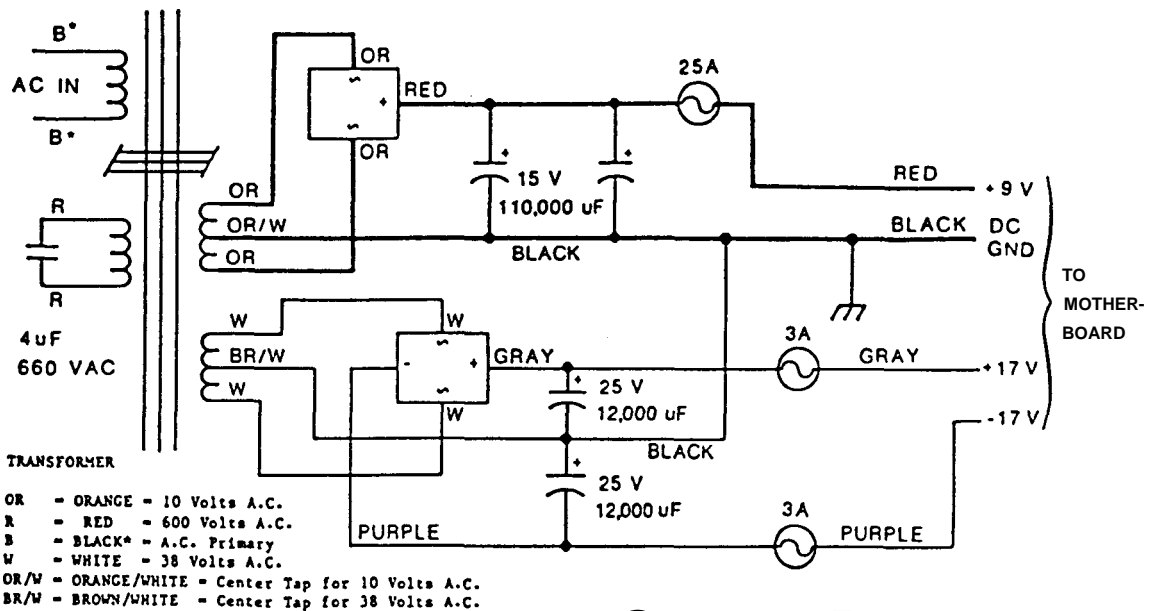 B*
AC IN
B*
R
R
4uF
660 VAC
OR
OR/W
OR
OR
~
+
~
OR
RED
+
15 V
110,000 uF
+
BLACK
25A
RED
+9 V
BLACK
DC
GND
W
BR/W
W
W
~
-
+
~
W
GRAY
+
25 V
12,000 uF
BLACK
+
25 V
12,000 uF
PURPLE
3A
GRAY
+17 V
-17 V
3A
PURPLE
TO
MOTHER-
BOARD
TRANSFORMER
OR = ORANGE = 10 Volts A.C.
R = RED = 600 Volts A.C.
B = BLACK* = A.C. Primary
W = WHITE = 38 Volts A.C.
OR/W = ORANGE/WHITE = Center Tap for 10 Volts A.C.
BR/W = BROWN/WHITE = Center Tap for 38 Volts A.C.